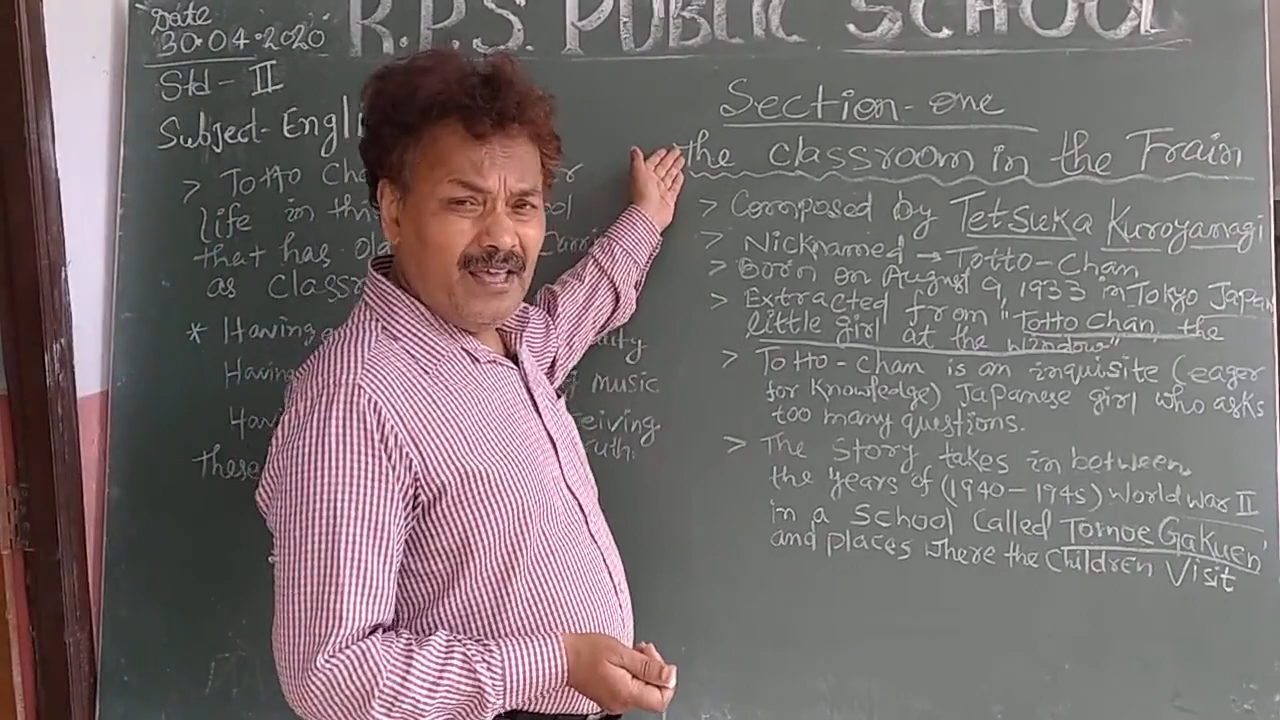 Date
30.04.2020
Std - II
Subject - Engli
R.P.S. PUBLIC SCHOOL
> Totto Cha
life in this
that has old
as classr
* Having
Having music
Having
These
Section - one
The classroom in the Train
> Composed by Tetsuka Kuroyanagi
> Nicknamed → Totto-Chan
> Born on August 9, 1933 in Tokyo Japan
> Extracted from "Totto Chan, the
little girl at the window"
> Totto-Chan is an inquisite (eager
for knowledge) Japanese girl who asks
too many questions.
> The story takes in between
the years of (1940-1945) World war II
in a School Called Tomoe Gakuen'
and places where the Children Visit